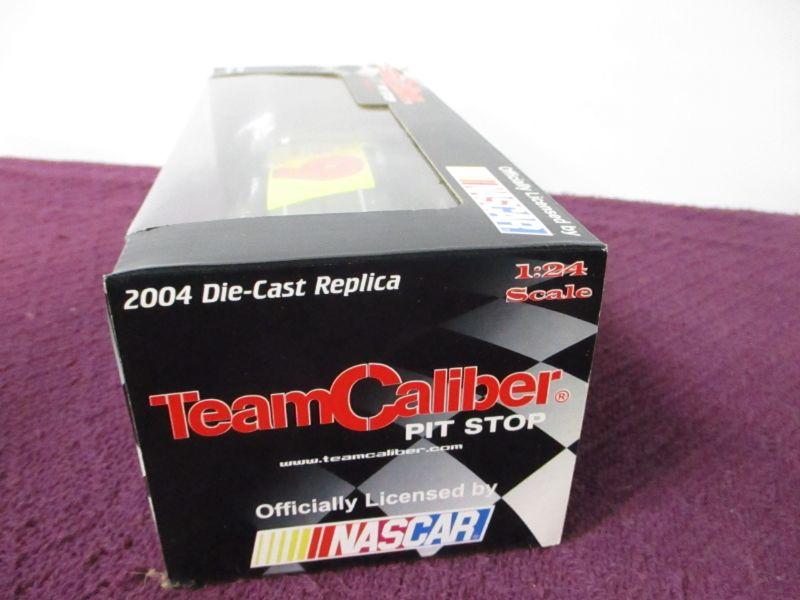 Officially Licensed by
NASCAR
6
2004 Die-Cast Replica
1:24
Scale
TeamCaliber®
PIT STOP
www.teamcaliber.com
Officially Licensed by
NASCAR